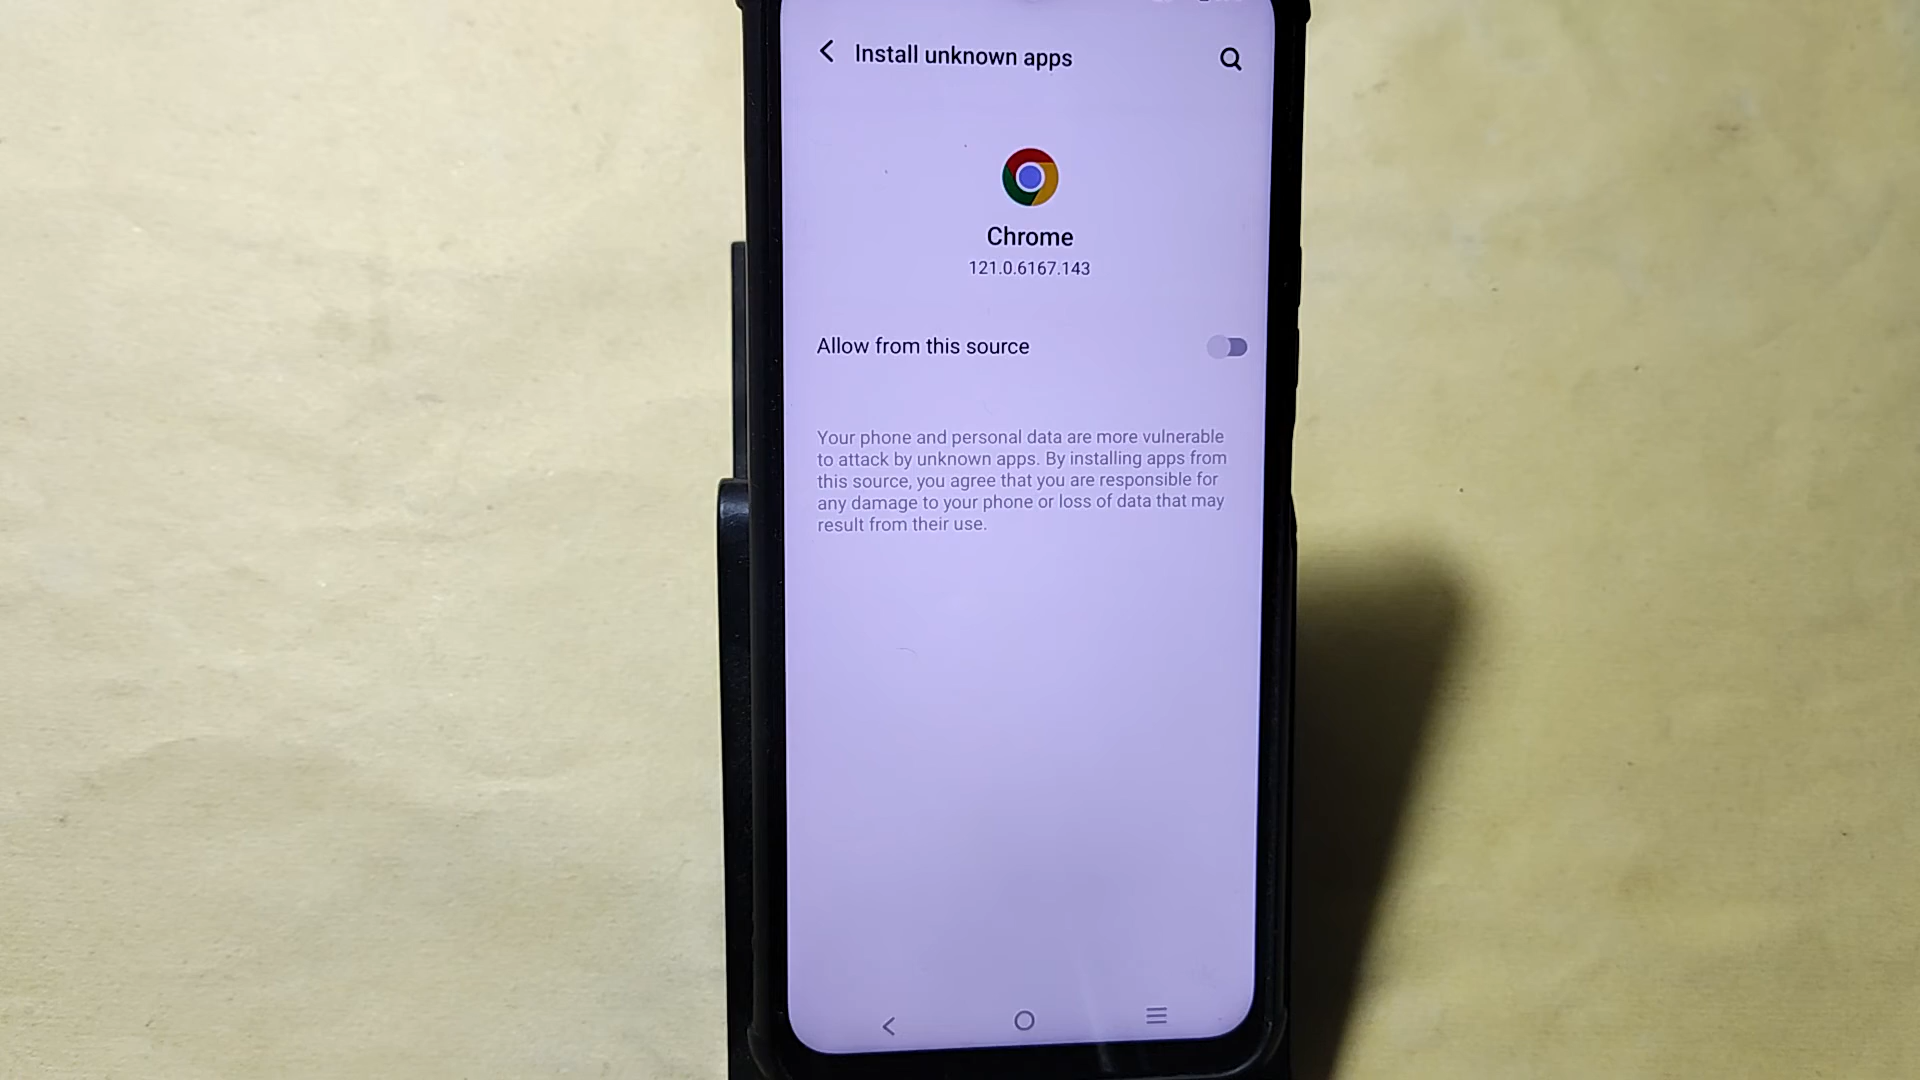 Install unknown apps
Chrome
121.0.6167.143
Allow from this source
Your phone and personal data are more vulnerable
to attack by unknown apps. By installing apps from
this source, you agree that you are responsible for
any damage to your phone or loss of data that may
result from their use.